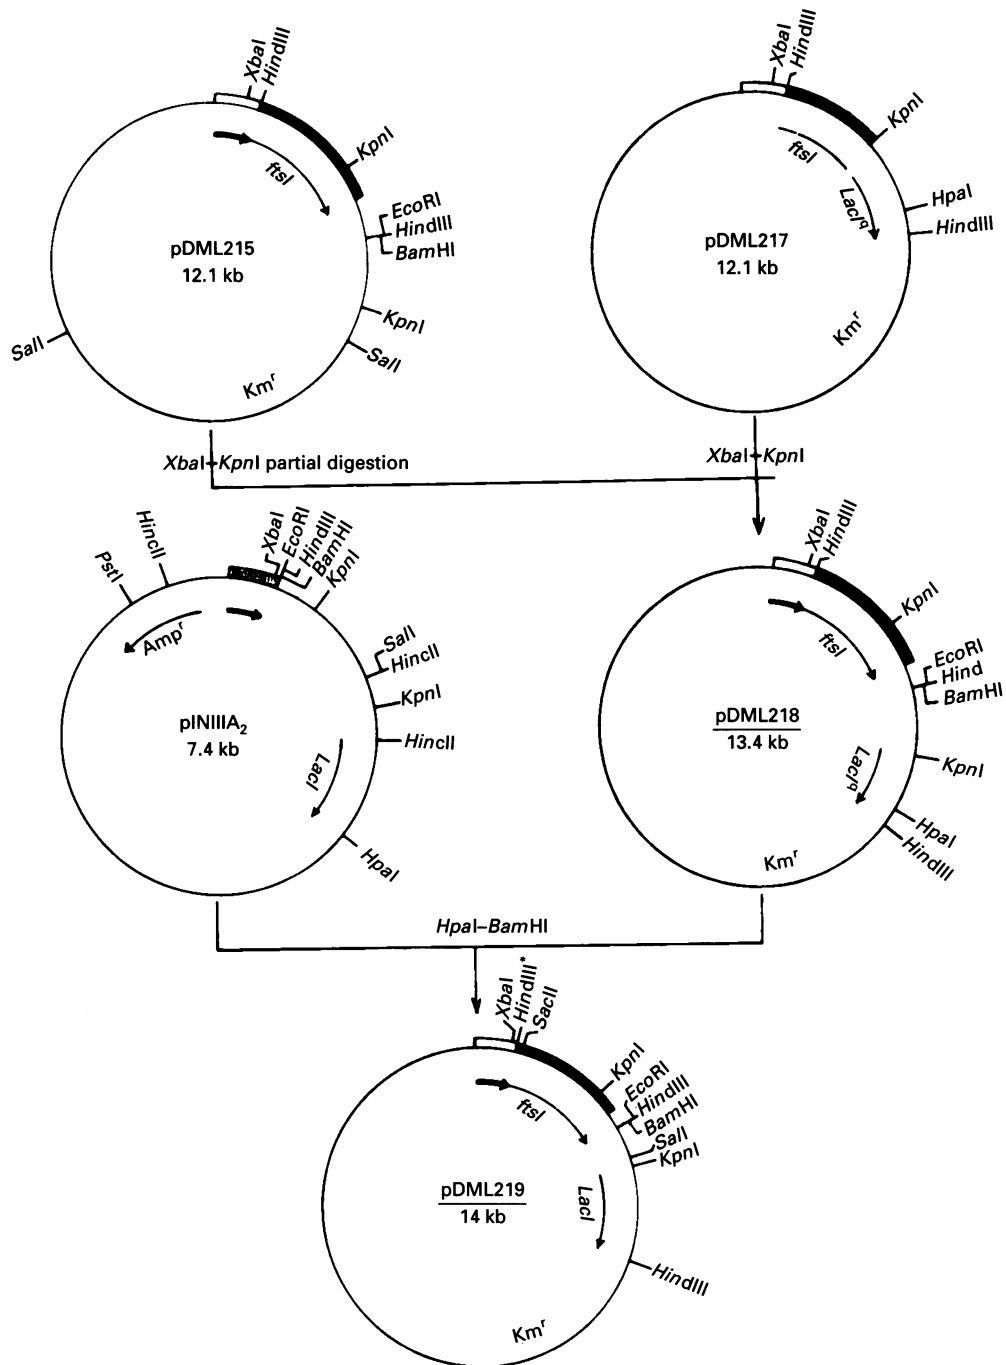 XbaI
HindIII
KpnI
ftsI
EcoRI
HindIII
BamHI
pDML215
12.1 kb
KpnI
SalI
SalI
Kmʳ
XbaI
HindIII
KpnI
ftsI
LacIq
HpaI
HindIII
pDML217
12.1 kb
Kmʳ
XbaI+KpnI partial digestion
XbaI+KpnI
PstI
HincII
XbaI
EcoRI
HindIII
BamHI
KpnI
Ampʳ
SalI
HincII
KpnI
HincII
pINIIIA₂
7.4 kb
LacI
HpaI
XbaI
HindIII
KpnI
ftsI
EcoRI
Hind
BamHI
pDML218
13.4 kb
KpnI
LacIq
HpaI
HindIII
Kmʳ
HpaI–BamHI
XbaI
HindIII*
SacII
KpnI
EcoRI
HindIII
BamHI
SalI
KpnI
ftsI
pDML219
14 kb
LacI
HindIII
Kmʳ